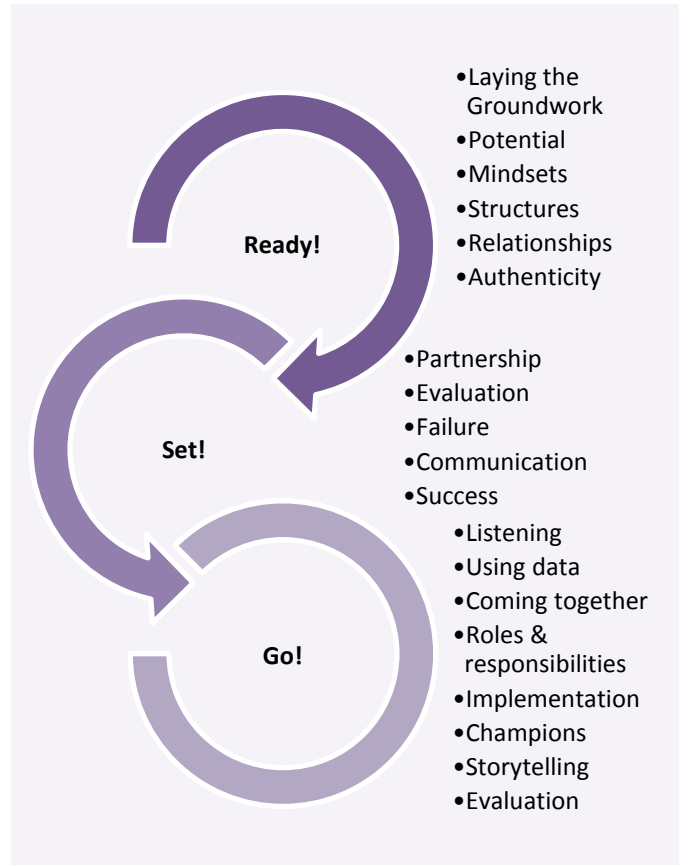 Ready!
•Laying the
Groundwork
•Potential
•Mindsets
•Structures
•Relationships
•Authenticity
Set!
•Partnership
•Evaluation
•Failure
•Communication
•Success
Go!
•Listening
•Using data
•Coming together
•Roles &
responsibilities
•Implementation
•Champions
•Storytelling
•Evaluation